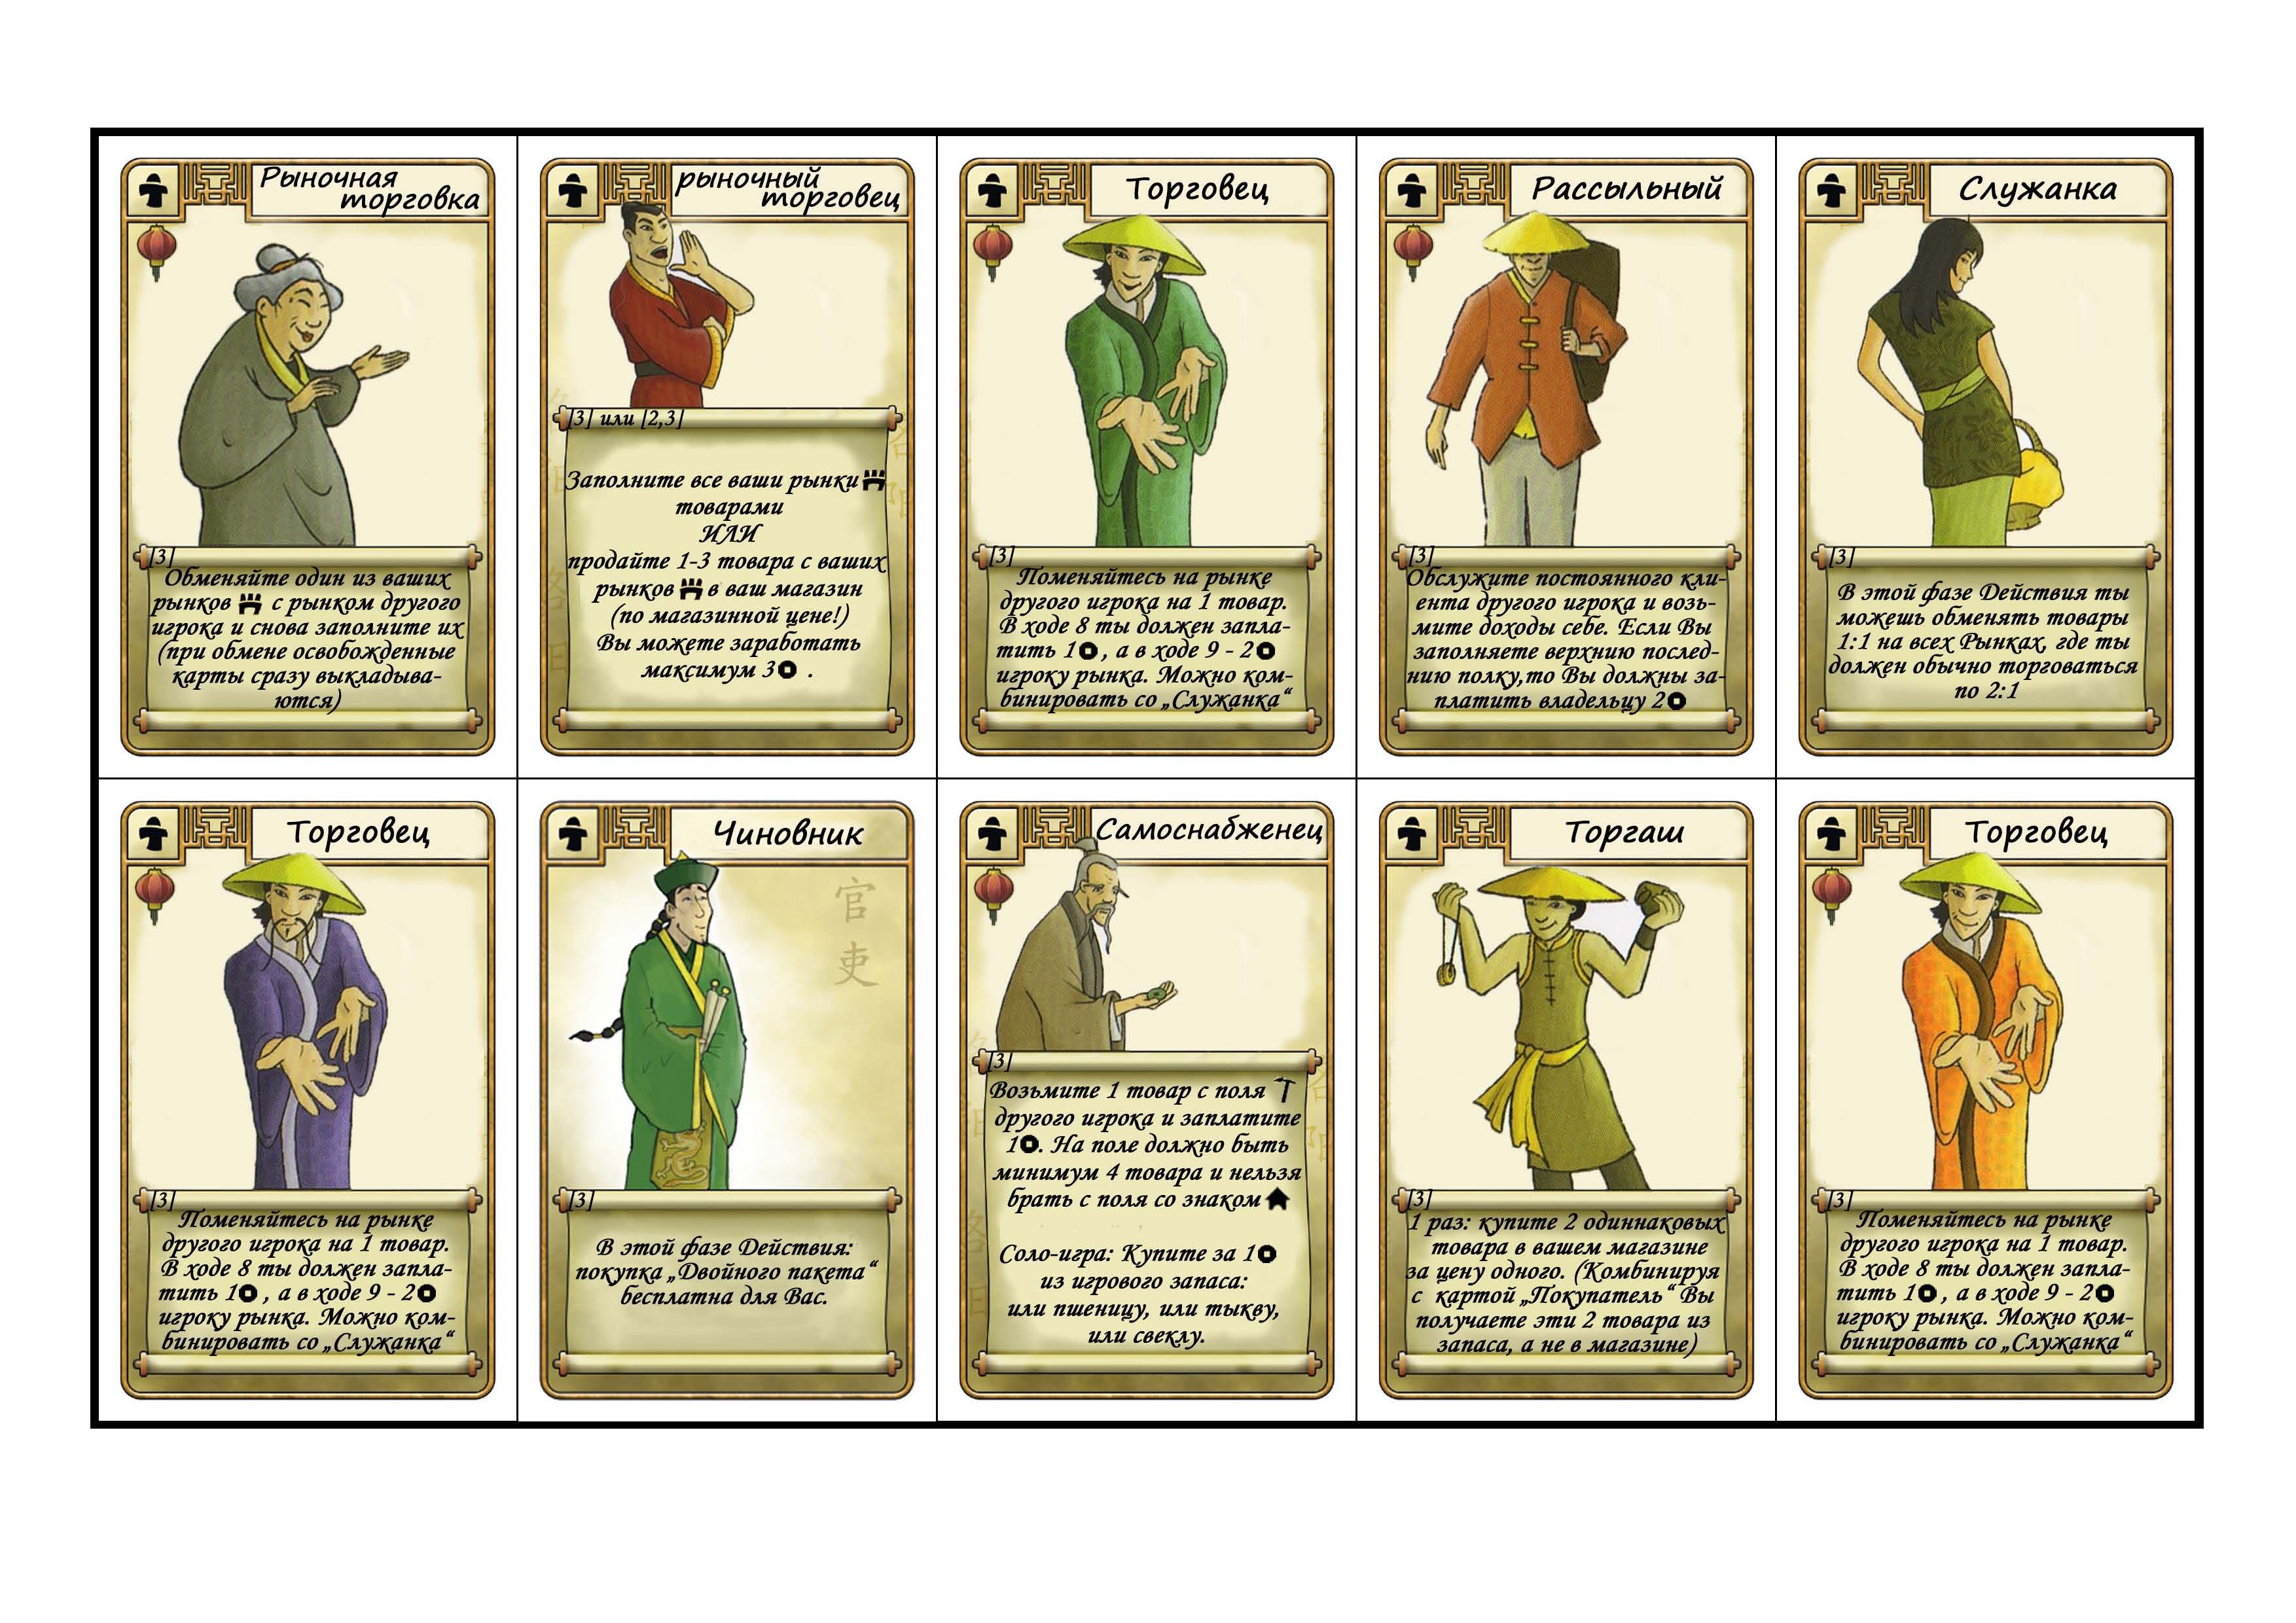 Рыночная
торговка
[3]
Обменяйте один из ваших
рынков с рынком другого
игрока и снова заполните их
(при обмене освобожденные
карты сразу выкладыва-
ются)
рыночный
торговец
[3] или [2,3]
Заполните все ваши рынки
товарами
ИЛИ
продайте 1-3 товара с ваших
рынков в ваш магазин
(по магазинной цене!)
Вы можете заработать
максимум 3 .
Торговец
[3]
Поменяйтесь на рынке
другого игрока на 1 товар.
В ходе 8 ты должен запла-
тить 1 , а в ходе 9 - 2
игроку рынка. Можно ком-
бинировать со „Служанка“
Рассыльный
[3]
Обслужите постоянного кли-
ента другого игрока и возь-
мите доходы себе. Если Вы
заполняете верхнию послед-
нию полку,то Вы должны за-
платить владельцу 2
Служанка
[3]
В этой фазе Действия ты
можешь обменять товары
1:1 на всех Рынках, где ты
должен обычно торговаться
по 2:1
Торговец
[3]
Поменяйтесь на рынке
другого игрока на 1 товар.
В ходе 8 ты должен запла-
тить 1 , а в ходе 9 - 2
игроку рынка. Можно ком-
бинировать со „Служанка“
Чиновник
官
吏
[3]
В этой фазе Действия:
покупка „Двойного пакета“
бесплатна для Вас.
Самоснабженец
[3]
Возьмите 1 товар с поля
другого игрока и заплатите
1 . На поле должно быть
минимум 4 товара и нельзя
брать с поля со знаком
Соло-игра: Купите за 1
из игрового запаса:
или пшеницу, или тыкву,
или свеклу.
Торгаш
[3]
1 раз: купите 2 одиннаковых
товара в вашем магазине
за цену одного. (Комбинируя
с картой „Покупатель“ Вы
получаете эти 2 товара из
запаса, а не в магазине)
Торговец
[3]
Поменяйтесь на рынке
другого игрока на 1 товар.
В ходе 8 ты должен запла-
тить 1 , а в ходе 9 - 2
игроку рынка. Можно ком-
бинировать со „Служанка“